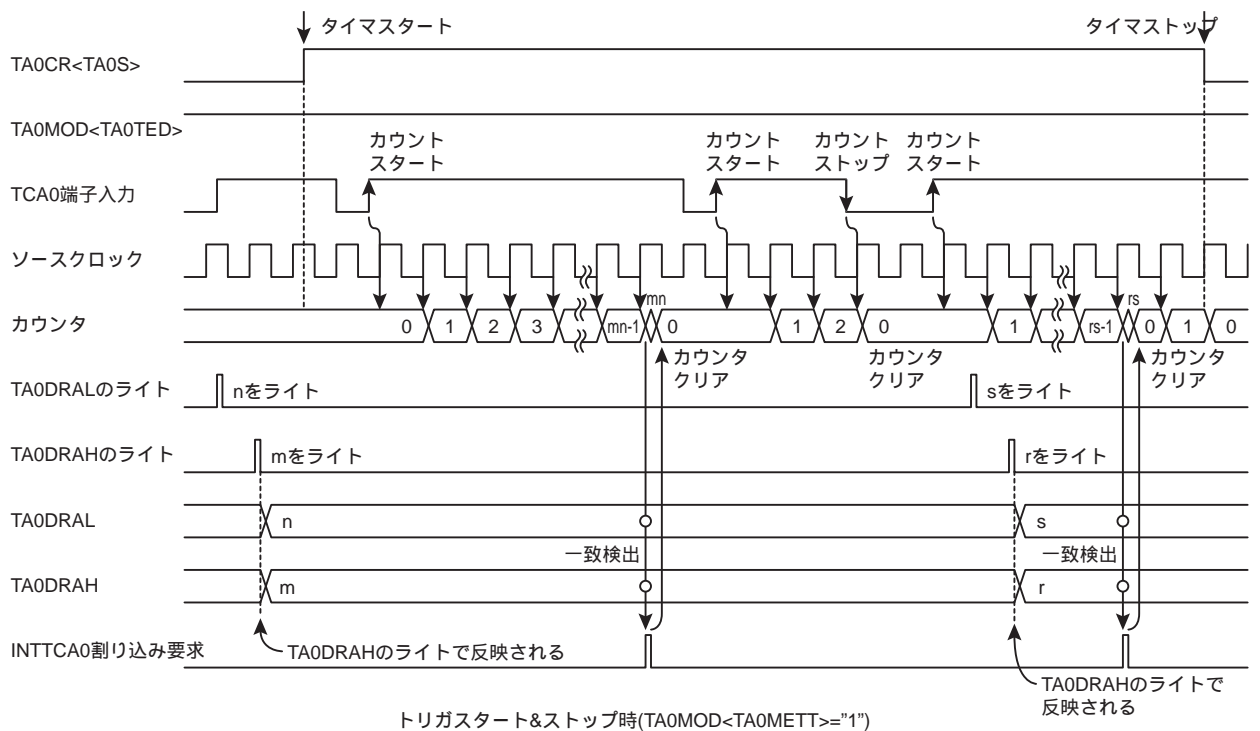 タイマスタート
タイマストップ
TA0CR<TA0S>
TA0MOD<TA0TED>
カウント
スタート
カウント
スタート
カウント
ストップ
カウント
スタート
TCA0端子入力
ソースクロック
カウンタ
0 1 2 3 mn-1 mn 0 1 2 0 1 rs-1 rs 0 1 0
カウンタ
クリア
カウンタ
クリア
カウンタ
クリア
TA0DRALのライト
nをライト
sをライト
TA0DRAHのライト
mをライト
rをライト
TA0DRAL
n
s
一致検出
一致検出
TA0DRAH
m
r
INTTCA0割り込み要求
TA0DRAHのライトで反映される
TA0DRAHのライトで
反映される
トリガスタート&ストップ時(TA0MOD<TA0METT>="1")